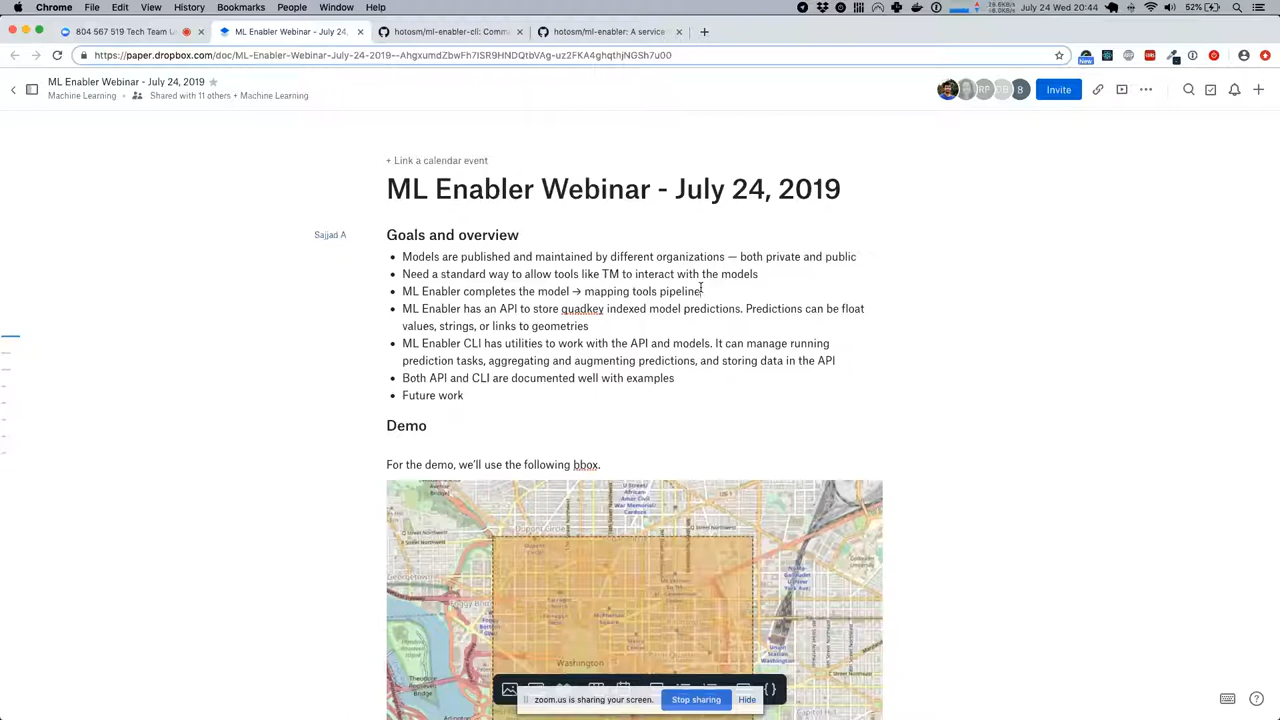 Chrome File Edit View History Bookmarks People Window Help
July 24 Wed 20:44
52%
804 567 519 Tech Team
ML Enabler Webinar - July 24,
hotosm/ml-enabler-cli: Comma
hotosm/ml-enabler: A service
https://paper.dropbox.com/doc/ML-Enabler-Webinar-July-24-2019--AhgxumdZbwFh7ISR9HNDQtbVAg-uz2FKA4ghqthjNGSh7u00
ML Enabler Webinar - July 24, 2019
Machine Learning · Shared with 11 others + Machine Learning
RP
DB
8
Invite
+ Link a calendar event
ML Enabler Webinar - July 24, 2019
Sajjad A
Goals and overview
• Models are published and maintained by different organizations — both private and public
• Need a standard way to allow tools like TM to interact with the models
• ML Enabler completes the model → mapping tools pipeline
• ML Enabler has an API to store quadkey indexed model predictions. Predictions can be float
values, strings, or links to geometries
• ML Enabler CLI has utilities to work with the API and models. It can manage running
prediction tasks, aggregating and augmenting predictions, and storing data in the API
• Both API and CLI are documented well with examples
• Future work
Demo
For the demo, we'll use the following bbox.
Washington
zoom.us is sharing your screen.
Stop sharing
Hide